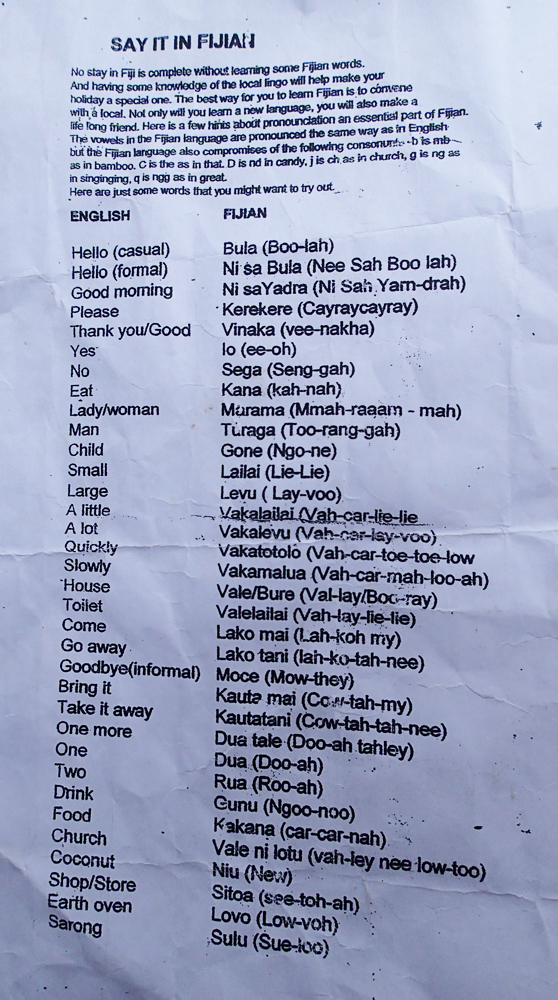 SAY IT IN FIJIAN
No stay in Fiji is complete without learning some Fijian words.
And having some knowledge of the local lingo will help make your
holiday a special one. The best way for you to learn Fijian is to convene
with a local. Not only will you learn a new language, you will also make a
life long friend. Here is a few hints about pronounciation an essential part of Fijian.
The vowels in the Fijian language are pronounced the same way as in English
but the Fijian language also compromises of the following consonunts -b is mb
as in bamboo. C is the as in that. D is nd in candy, j is ch as in church, g is ng as
in singinging, q is ngg as in great.
Here are just some words that you might want to try out.
ENGLISH FIJIAN
Hello (casual) Bula (Boo-lah)
Hello (formal) Ni sa Bula (Nee Sah Boo lah)
Good morning Ni saYadra (Ni Sah Yam-drah)
Please Kerekere (Cayraycayray)
Thank you/Good Vinaka (vee-nakha)
Yes Io (ee-oh)
No Sega (Seng-gah)
Eat Kana (kah-nah)
Lady/woman Marama (Mmah-raaam - mah)
Man Turaga (Too-rang-gah)
Child Gone (Ngo-ne)
Small Lailai (Lie-Lie)
Large Levu ( Lay-voo)
A little Vakalailai (Vah-car-lie-lie
A lot Vakalevu (Vah-car-lay-voo)
Quickly Vakatotolo (Vah-car-toe-toe-low
Slowly Vakamalua (Vah-car-mah-loo-ah)
House Vale/Bure (Val-lay/Boo-ray)
Toilet Valelailai (Vah-lay-lie-lie)
Come Lako mai (Lah-koh my)
Go away Lako tani (lah-ko-tah-nee)
Goodbye(informal) Moce (Mow-they)
Bring it Kauta mai (Cow-tah-my)
Take it away Kautatani (Cow-tah-tah-nee)
One more Dua tale (Doo-ah tahley)
One Dua (Doo-ah)
Two Rua (Roo-ah)
Drink Gunu (Ngoo-noo)
Food Kakana (car-car-nah)
Church Vale ni lotu (vah-ley nee low-too)
Coconut Niu (New)
Shop/Store Sitoa (see-toh-ah)
Earth oven Lovo (Low-voh)
Sarong Sulu (Sue-loo)